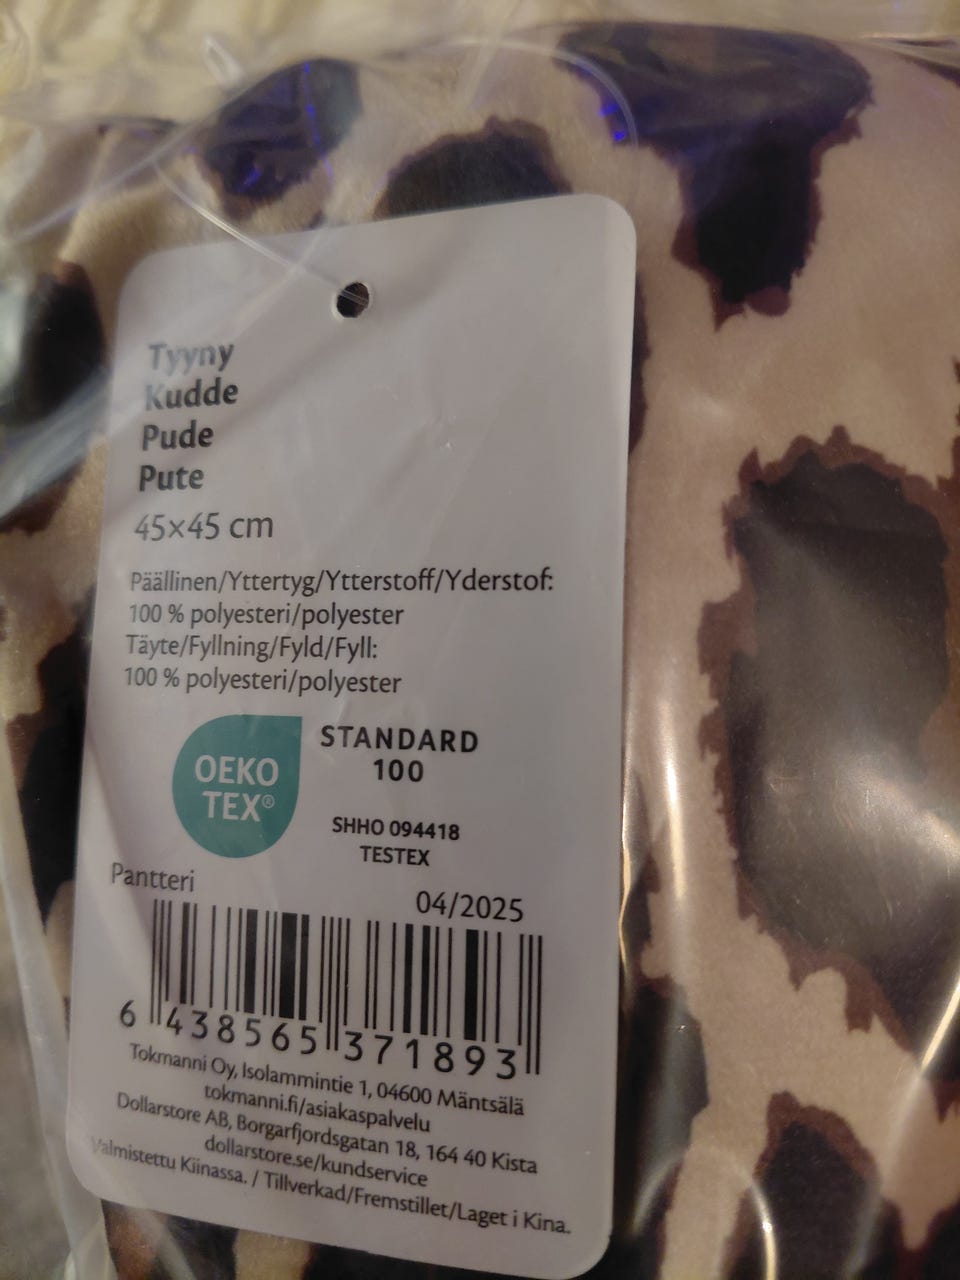 Tyyny
Kudde
Pude
Pute
45×45 cm
Päällinen/Yttertyg/Ytterstoff/Yderstof:
100 % polyesteri/polyester
Täyte/Fyllning/Fyld/Fyll:
100 % polyesteri/polyester
OEKO
TEX®
STANDARD
100
SHHO 094418
TESTEX
Pantteri
04/2025
6 438565 371893
Tokmanni Oy, Isolammintie 1, 04600 Mäntsälä
tokmanni.fi/asiakaspalvelu
Dollarstore AB, Borgarfjordsgatan 18, 164 40 Kista
dollarstore.se/kundservice
Valmistettu Kiinassa. / Tillverkad/Fremstillet/Laget i Kina.